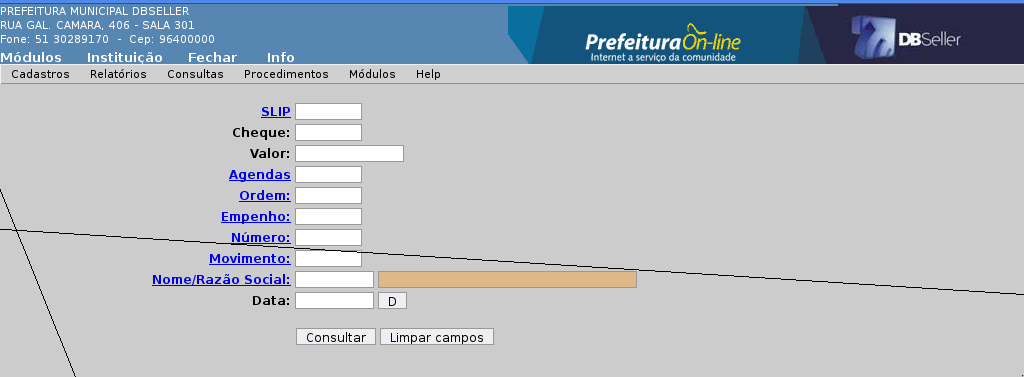 PREFEITURA MUNICIPAL DBSELLER
RUA GAL. CAMARA, 406 - SALA 301
Fone: 51 30289170 - Cep: 96400000
Módulos Instituição Fechar Info
PrefeituraOn-line
Internet a serviço da comunidade
DBSeller
Cadastros Relatórios Consultas Procedimentos Módulos Help
SLIP
Cheque:
Valor:
Agendas
Ordem:
Empenho:
Número:
Movimento:
Nome/Razão Social:
Data: D
Consultar Limpar campos